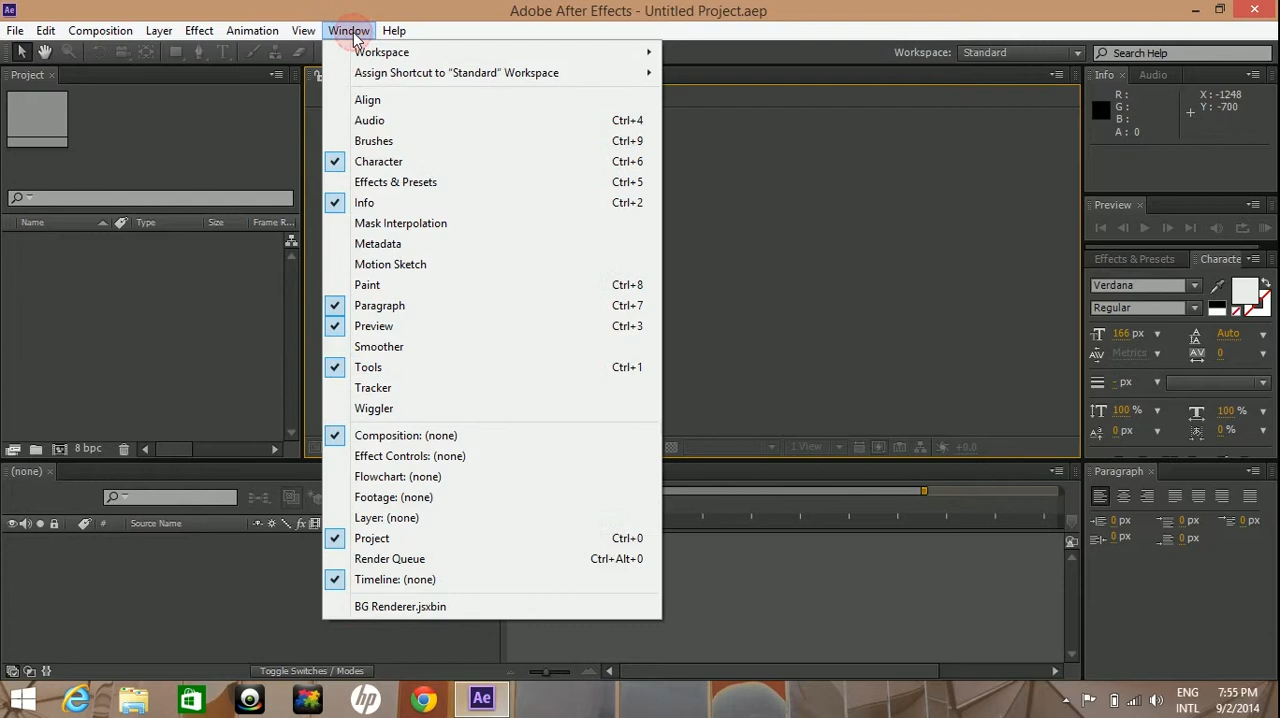 Ae Adobe After Effects - Untitled Project.aep
File Edit Composition Layer Effect Animation View Window Help
Workspace: Standard Search Help
Project
Info Audio
R: X: -1248
G: Y: -700
B:
A: 0
Workspace
Assign Shortcut to "Standard" Workspace
Align
Audio Ctrl+4
Brushes Ctrl+9
Character Ctrl+6
Effects & Presets Ctrl+5
Info Ctrl+2
Mask Interpolation
Metadata
Motion Sketch
Paint Ctrl+8
Paragraph Ctrl+7
Preview Ctrl+3
Smoother
Tools Ctrl+1
Tracker
Wiggler
Composition: (none)
Effect Controls: (none)
Flowchart: (none)
Footage: (none)
Layer: (none)
Project Ctrl+0
Render Queue Ctrl+Alt+0
Timeline: (none)
BG Renderer.jsxbin
Name Type Size Frame R...
8 bpc
Preview
Effects & Presets Characte
Verdana
Regular
166 px Auto
Metrics 0
- px
100 % 100 %
0 px 0 %
1 View +0.0
(none)
# Source Name
Paragraph
0 px 0 px 0 px
0 px 0 px
Toggle Switches / Modes
hp Ae ENG 7:55 PM
INTL 9/2/2014